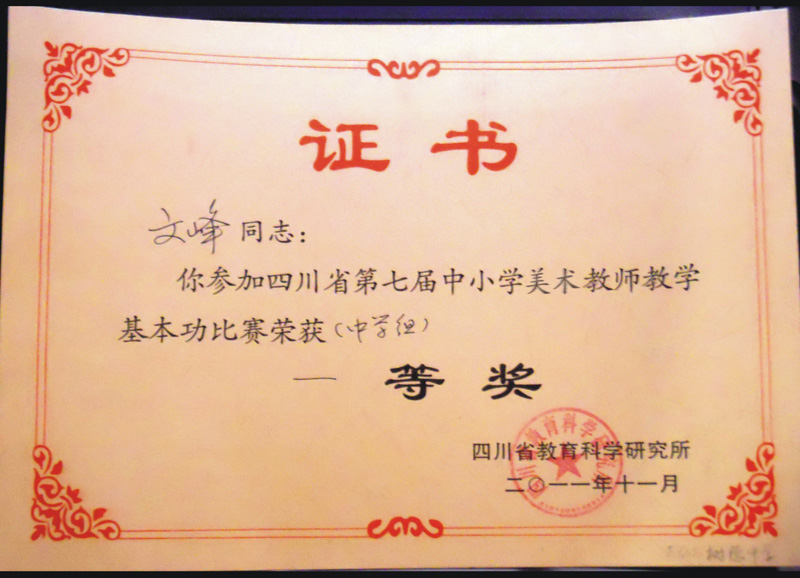 证书
文峰同志:
你参加四川省第七届中小学美术教师教学
基本功比赛荣获(中学组)
一等奖
四川省教育科学研究所
二〇一一年十一月